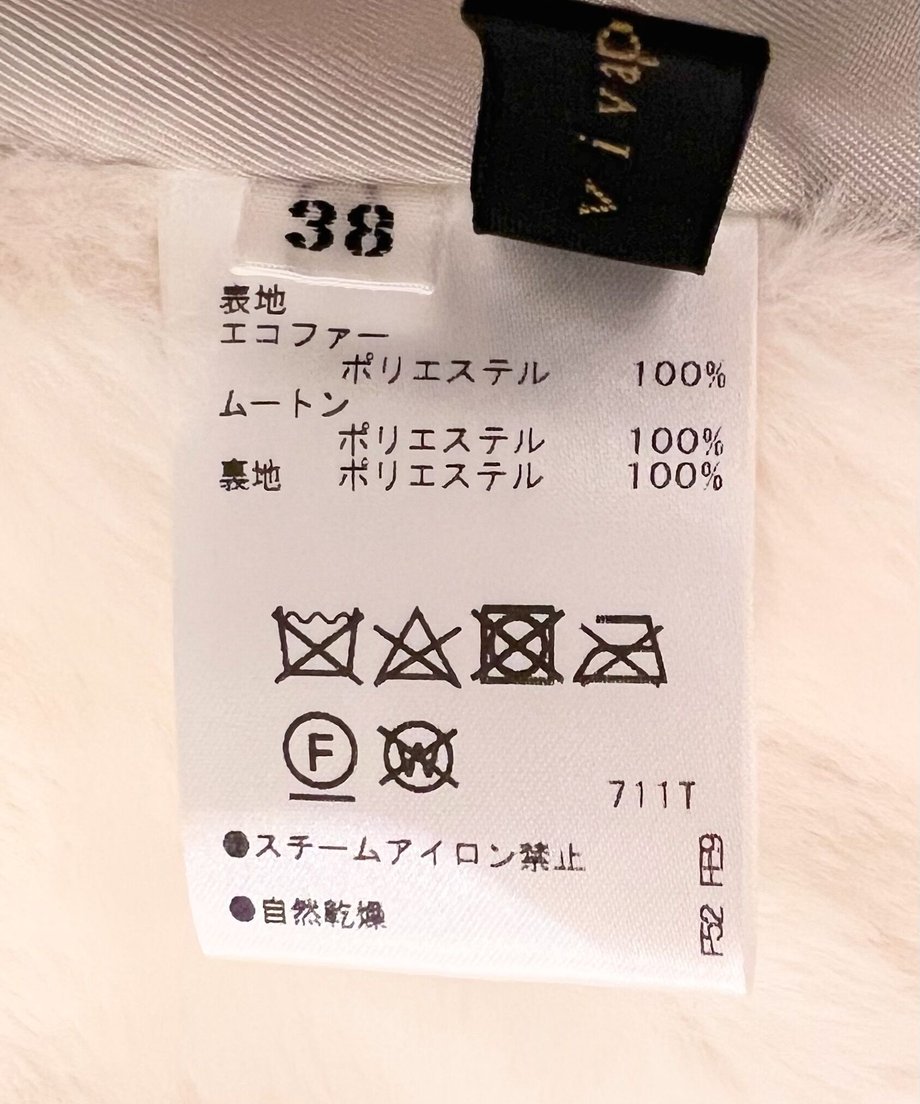 38
表地
エコファー
ポリエステル 100%
ムートン
ポリエステル 100%
裏地 ポリエステル 100%
F
W
711T
●スチームアイロン禁止
●自然乾燥